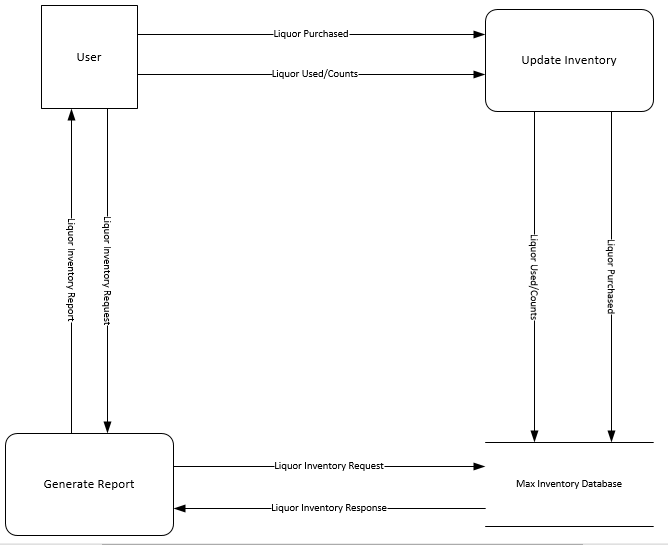 Liquor Purchased
User
Update Inventory
Liquor Used/Counts
Liquor Inventory Report
Liquor Inventory Request
Liquor Used/Counts
Liquor Purchased
Liquor Inventory Request
Generate Report
Max Inventory Database
Liquor Inventory Response